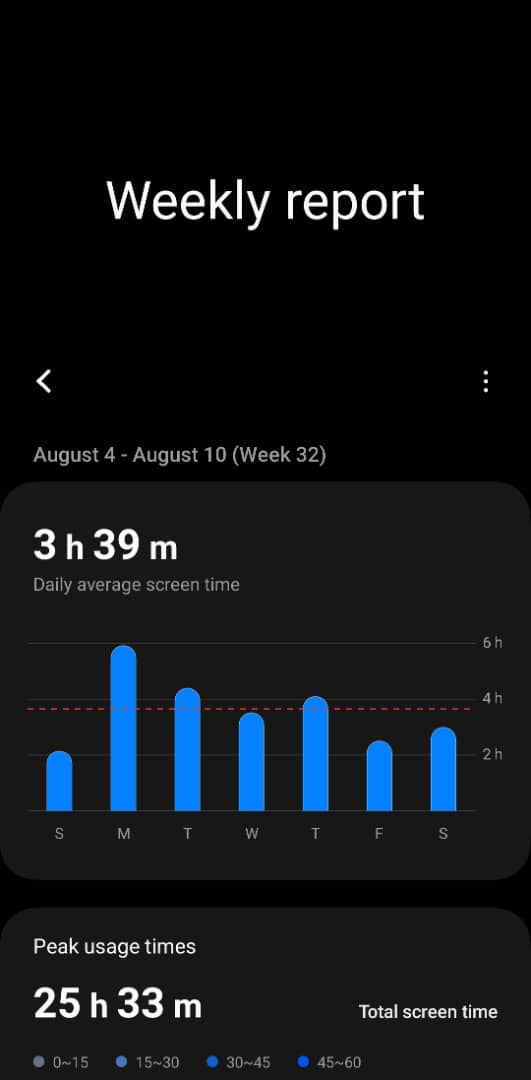 Weekly report
August 4 - August 10 (Week 32)
3 h 39 m
Daily average screen time
6 h
4 h
2 h
S M T W T F S
Peak usage times
25 h 33 m Total screen time
0~15 15~30 30~45 45~60